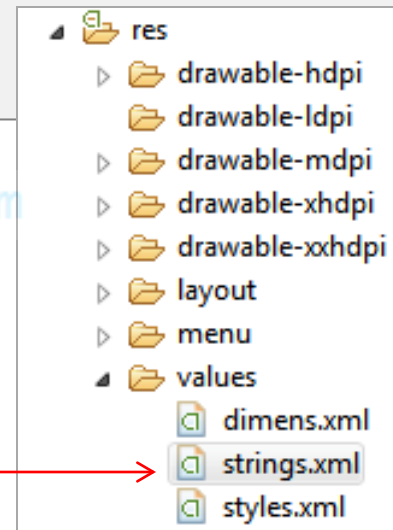 res
drawable-hdpi
drawable-ldpi
drawable-mdpi
drawable-xhdpi
drawable-xxhdpi
layout
menu
values
dimens.xml
strings.xml
styles.xml